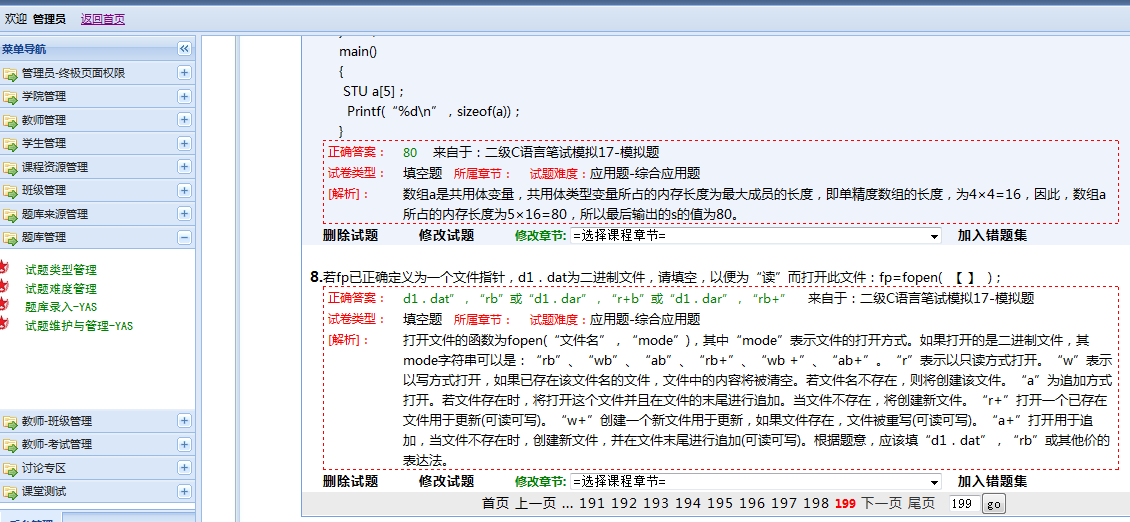 欢迎 管理员 返回首页
菜单导航
管理员-终极页面权限
学院管理
教师管理
学生管理
课程资源管理
班级管理
题库来源管理
题库管理
试题类型管理
试题难度管理
题库录入-YAS
试题维护与管理-YAS
教师-班级管理
教师-考试管理
讨论专区
课堂测试
main()
{
STU a[5]；
Printf(“%d\n”，sizeof(a))；
}
正确答案： 80 来自于：二级C语言笔试模拟17-模拟题
试卷类型： 填空题 所属章节： 试题难度：应用题-综合应用题
[解析]： 数组a是共用体变量，共用体类型变量所占的内存长度为最大成员的长度，即单精度数组的长度，为4×4=16，因此，数组a
所占的内存长度为5×16=80，所以最后输出的s的值为80。
删除试题 修改试题 修改章节: =选择课程章节= 加入错题集
8.若fp已正确定义为一个文件指针，d1．dat为二进制文件，请填空，以便为“读”而打开此文件：fp=fopen( 【 】 )；
正确答案： d1．dat”，“rb”或“d1．dar”，“r+b”或“d1．dar”，“rb+” 来自于：二级C语言笔试模拟17-模拟题
试卷类型： 填空题 所属章节： 试题难度：应用题-综合应用题
[解析]： 打开文件的函数为fopen(“文件名”，“mode”)，其中“mode”表示文件的打开方式。如果打开的是二进制文件，其
mode字符串可以是：“rb”、“wb”、“ab”、“rb+”、“wb +”、“ab+”。“r”表示以只读方式打开。“w”表示
以写方式打开，如果已存在该文件名的文件，文件中的内容将被清空。若文件名不存在，则将创建该文件。“a”为追加方式
打开。若文件存在时，将打开这个文件并且在文件的末尾进行追加。当文件不存在，将创建新文件。“r+”打开一个已存在
文件用于更新(可读可写)。“w+”创建一个新文件用于更新，如果文件存在，文件被重写(可读可写)。“a+”打开用于追
加，当文件不存在时，创建新文件，并在文件末尾进行追加(可读可写)。根据题意，应该填“d1．dat”，“rb”或其他价的
表达法。
删除试题 修改试题 修改章节: =选择课程章节= 加入错题集
首页 上一页 ... 191 192 193 194 195 196 197 198 199 下一页 尾页 199 go